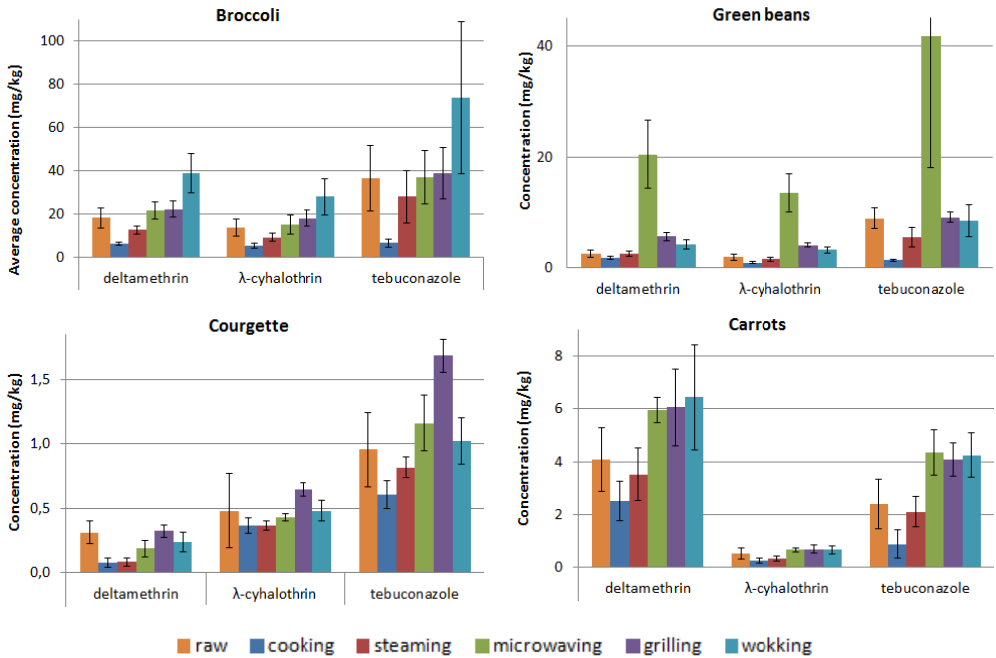 Broccoli
Average concentration (mg/kg)
100
80
60
40
20
0
deltamethrin λ-cyhalothrin tebuconazole
Green beans
Concentration (mg/kg)
40
20
0
deltamethrin λ-cyhalothrin tebuconazole
Courgette
Concentration (mg/kg)
1,5
1,0
0,5
0,0
deltamethrin λ-cyhalothrin tebuconazole
Carrots
Concentration (mg/kg)
8
6
4
2
0
deltamethrin λ-cyhalothrin tebuconazole
raw cooking steaming microwaving grilling wokking